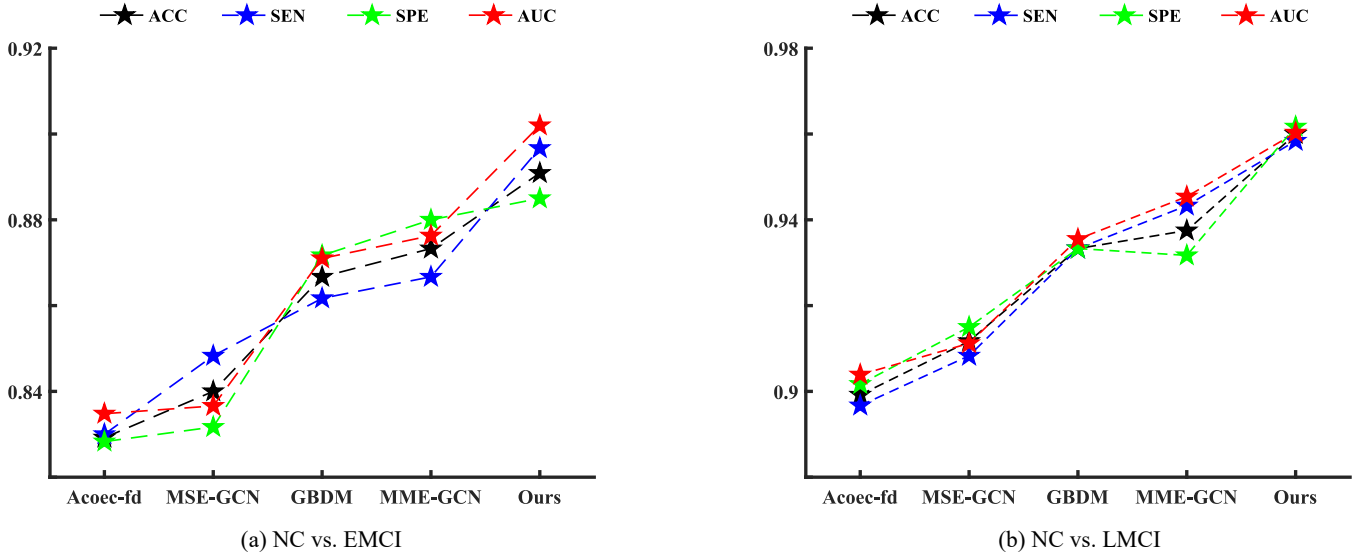 ACC SEN SPE AUC
0.92
0.88
0.84
Acoec-fd MSE-GCN GBDM MME-GCN Ours
(a) NC vs. EMCI
ACC SEN SPE AUC
0.98
0.94
0.9
Acoec-fd MSE-GCN GBDM MME-GCN Ours
(b) NC vs. LMCI